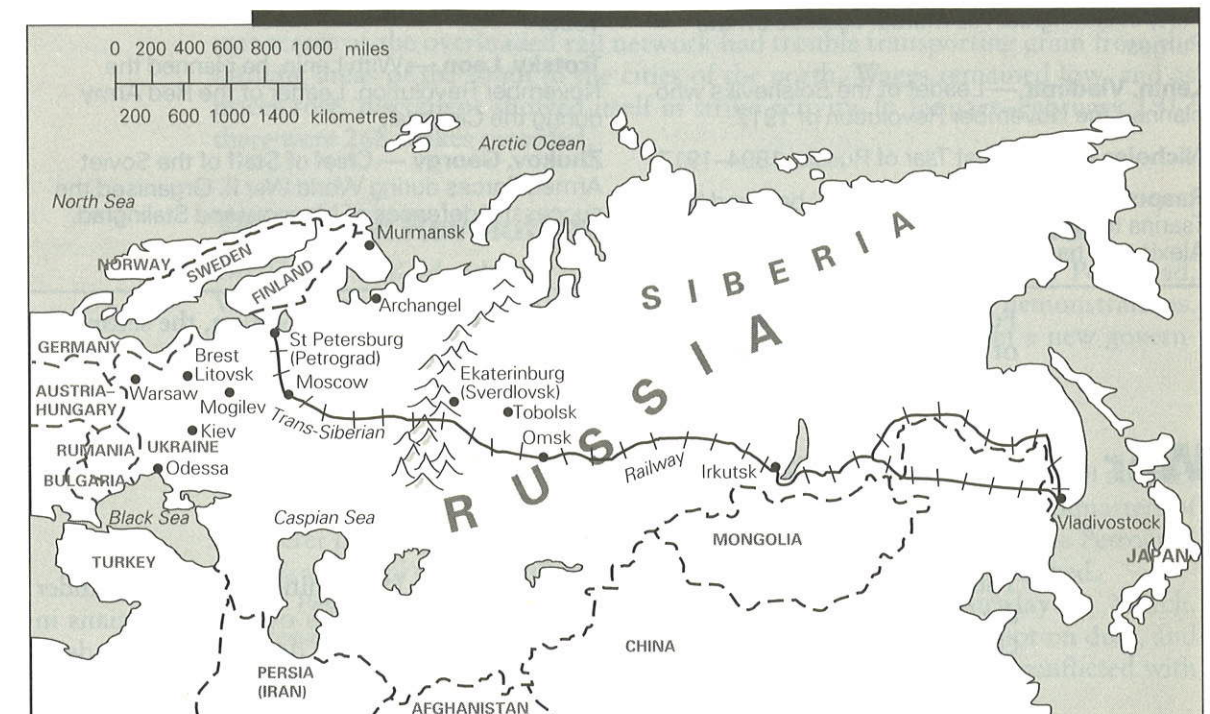 0 200 400 600 800 1000 miles
200 600 1000 1400 kilometres
Arctic Ocean
North Sea
Murmansk
NORWAY
SWEDEN
FINLAND
Archangel
SIBERIA
RUSSIA
St Petersburg
(Petrograd)
GERMANY
Brest
Litovsk
Moscow
Ekaterinburg
(Sverdlovsk)
AUSTRIA–
HUNGARY
Warsaw
Mogilev
Tobolsk
Trans-Siberian
Kiev
Omsk
RUMANIA
UKRAINE
Railway
Irkutsk
Odessa
BULGARIA
Black Sea
Caspian Sea
Vladivostock
MONGOLIA
TURKEY
JAPAN
CHINA
PERSIA
(IRAN)
AFGHANISTAN